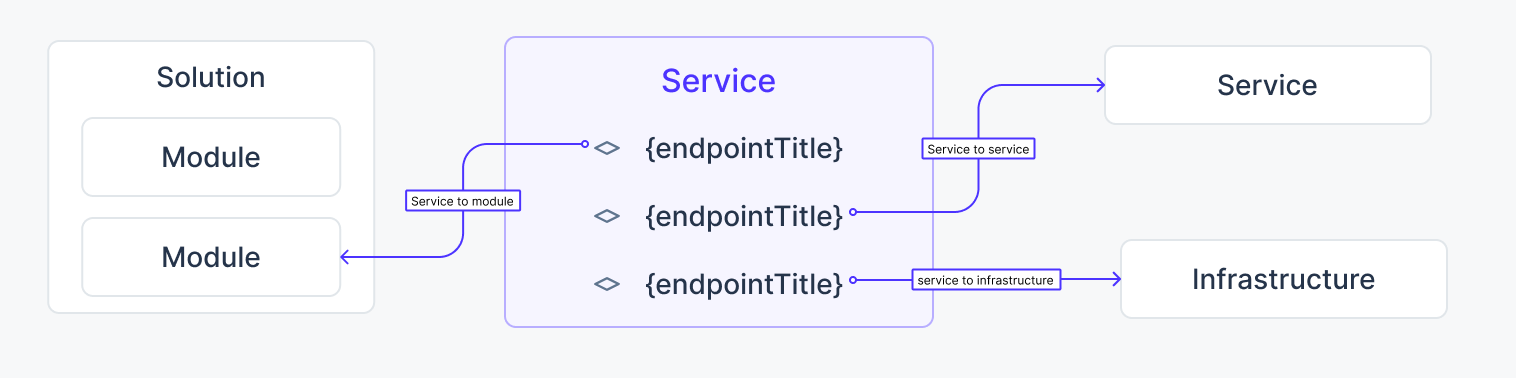 Solution
Module
Module
Service to module
Service
{endpointTitle}
{endpointTitle}
{endpointTitle}
Service to service
service to infrastructure
Service
Infrastructure